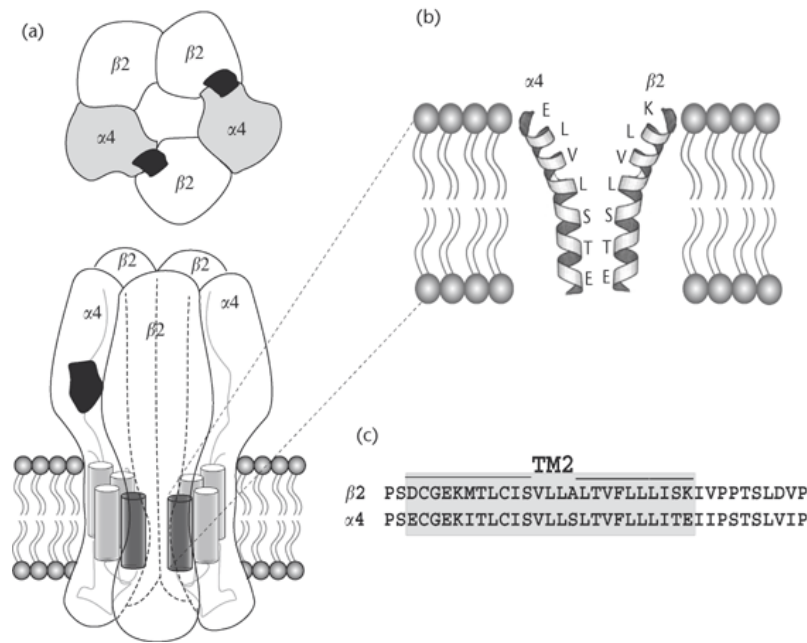 (a)
β2
β2
α4
α4
β2
β2
β2
α4
α4
β2
(b)
α4
β2
E
K
L
L
V
V
L
L
S
S
T
T
E
E
(c)
TM2
β2 PSDCGEKMTLCISVLLALTVFLLLISKIVPPTSLDVP
α4 PSECGEKITLCISVLLSLTVFLLLITEIIPSTSLVIP